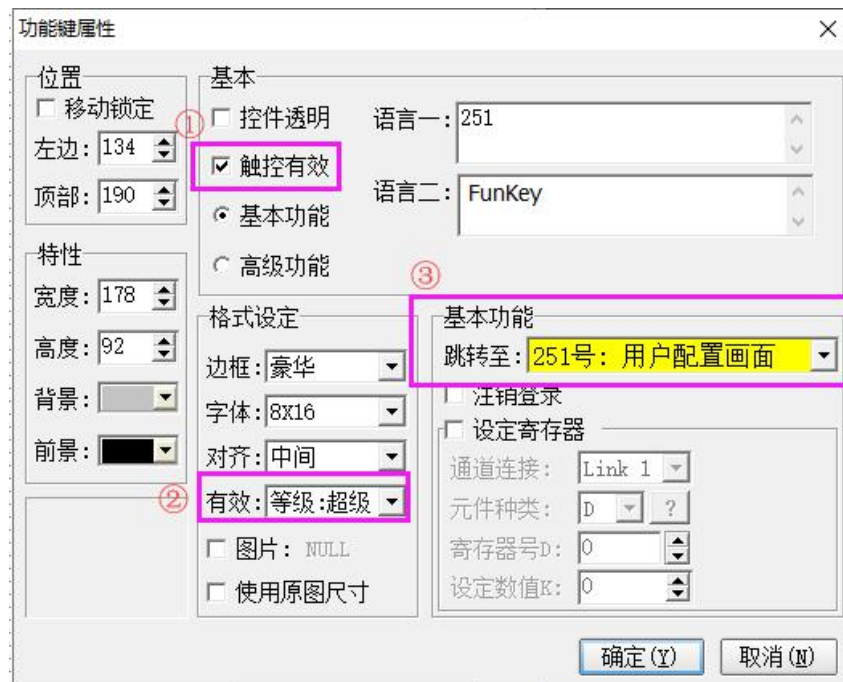 功能键属性
位置
移动锁定
左边: 134
顶部: 190
特性
宽度: 178
高度: 92
背景:
前景:
基本
①
控件透明
触控有效
基本功能
高级功能
语言一: 251
语言二: FunKey
格式设定
边框: 豪华
字体: 8X16
对齐: 中间
② 有效: 等级:超级
图片: NULL
使用原图尺寸
③
基本功能
跳转至: 251号: 用户配置画面
注销登录
设定寄存器
通道连接: Link 1
元件种类: D ?
寄存器号D: 0
设定数值K: 0
确定(Y) 取消(N)